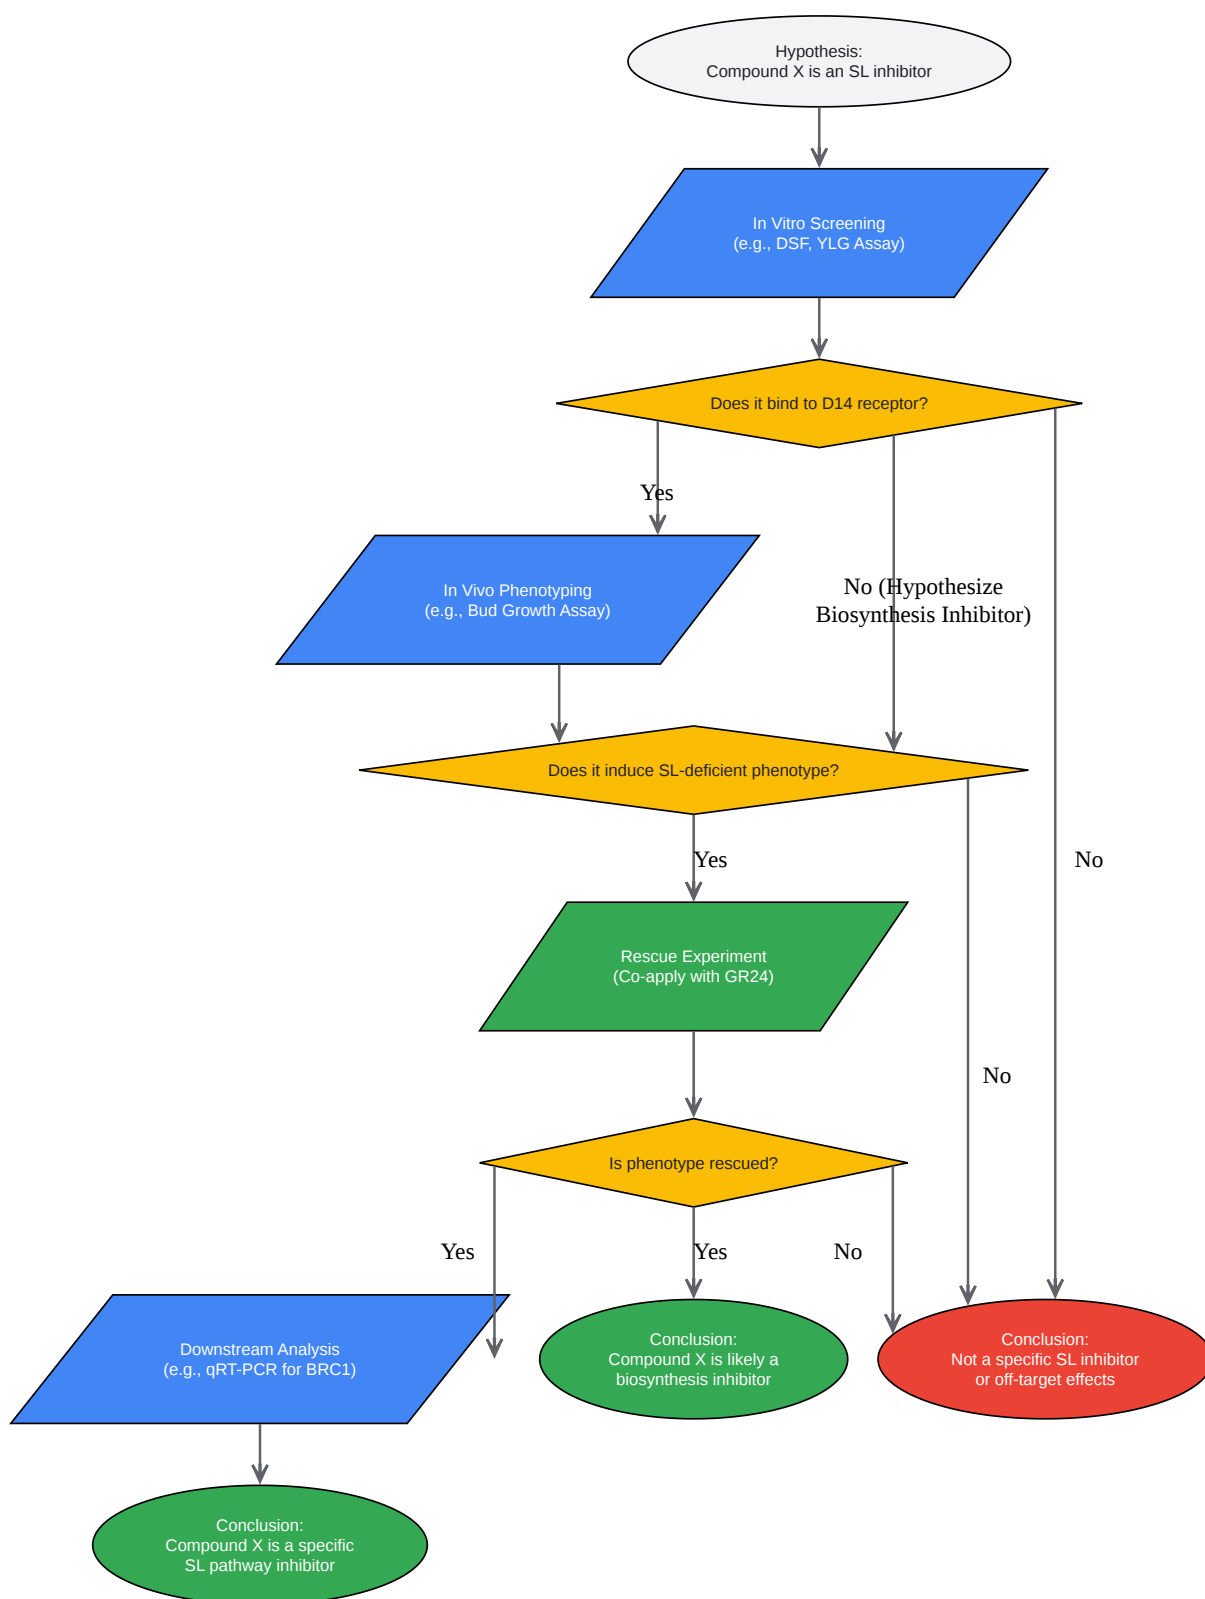 Hypothesis:
Compound X is an SL inhibitor
In Vitro Screening
(e.g., DSF, YLG Assay)
Does it bind to D14 receptor?
Yes
In Vivo Phenotyping
(e.g., Bud Growth Assay)
No (Hypothesize
Biosynthesis Inhibitor)
Does it induce SL-deficient phenotype?
Yes
No
Rescue Experiment
(Co-apply with GR24)
No
Is phenotype rescued?
Yes
Yes
No
Downstream Analysis
(e.g., qRT-PCR for BRC1)
Conclusion:
Compound X is likely a
biosynthesis inhibitor
Conclusion:
Not a specific SL inhibitor
or off-target effects
Conclusion:
Compound X is a specific
SL pathway inhibitor